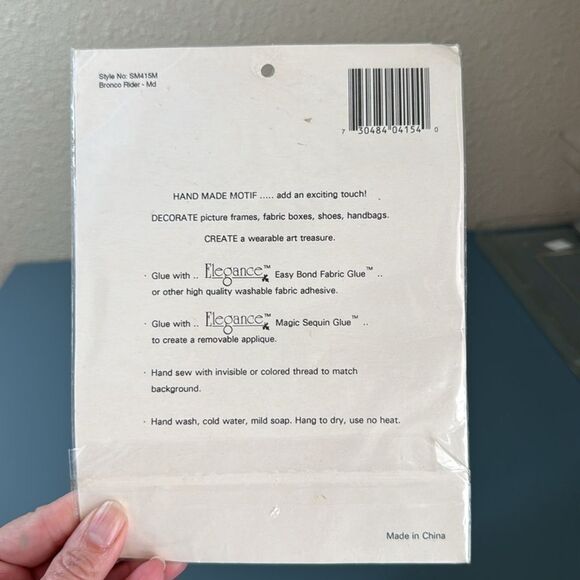 Style No: SM415M
Bronco Rider - Md
7 30484 04154 0
HAND MADE MOTIF ..... add an exciting touch!
DECORATE picture frames, fabric boxes, shoes, handbags.
CREATE a wearable art treasure.
· Glue with .. Elegance™ Easy Bond Fabric Glue™ ..
or other high quality washable fabric adhesive.
· Glue with .. Elegance™ Magic Sequin Glue™ ..
to create a removable applique.
· Hand sew with invisible or colored thread to match
background.
· Hand wash, cold water, mild soap. Hang to dry, use no heat.
Made in China